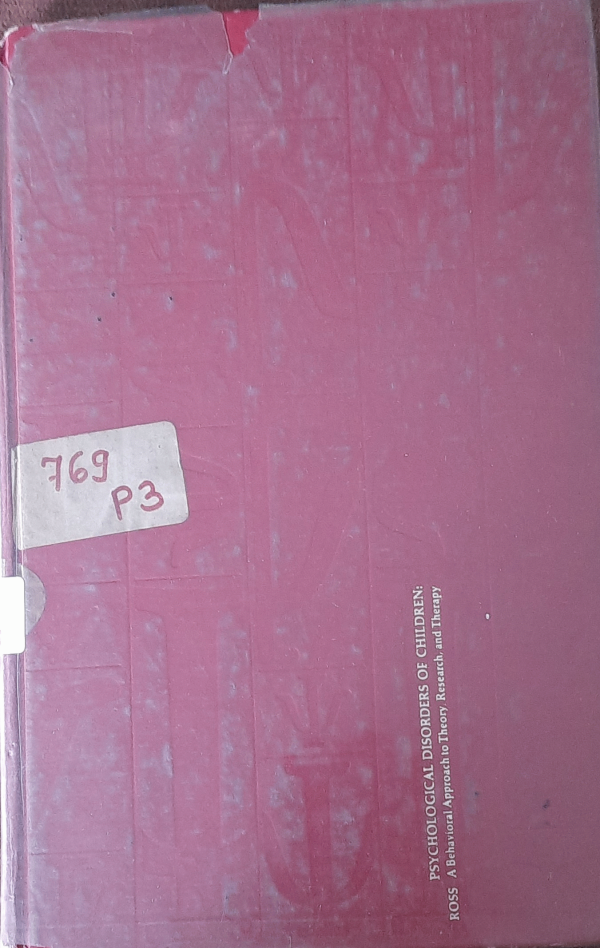 769
P3
PSYCHOLOGICAL DISORDERS OF CHILDREN:
ROSS A Behavioral Approach to Theory, Research, and Therapy